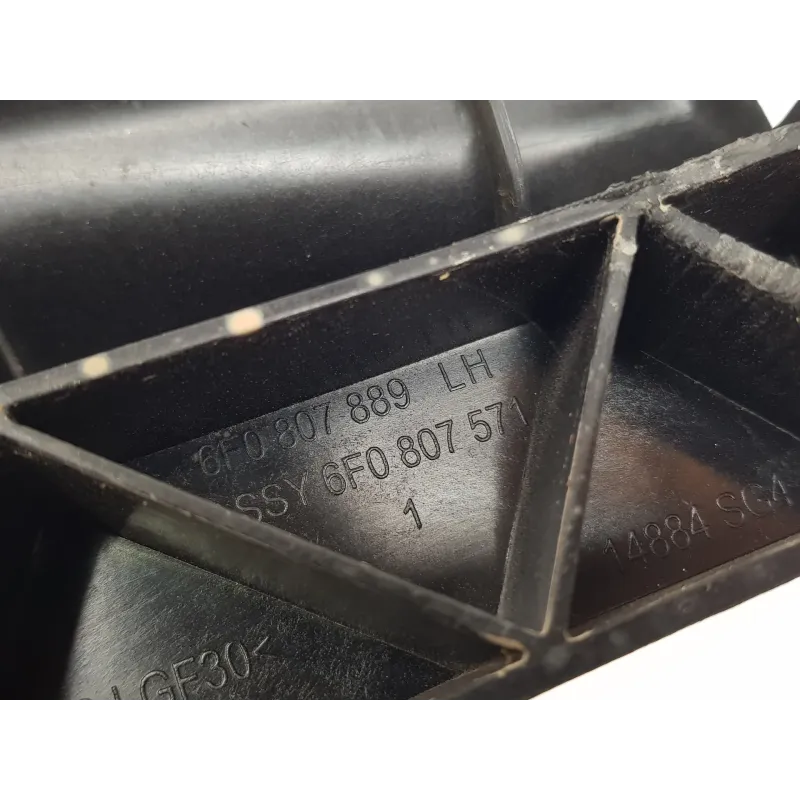 6F0 807 889 LH
SSY 6F0 807 571
1
14884 SG4
LGF30<